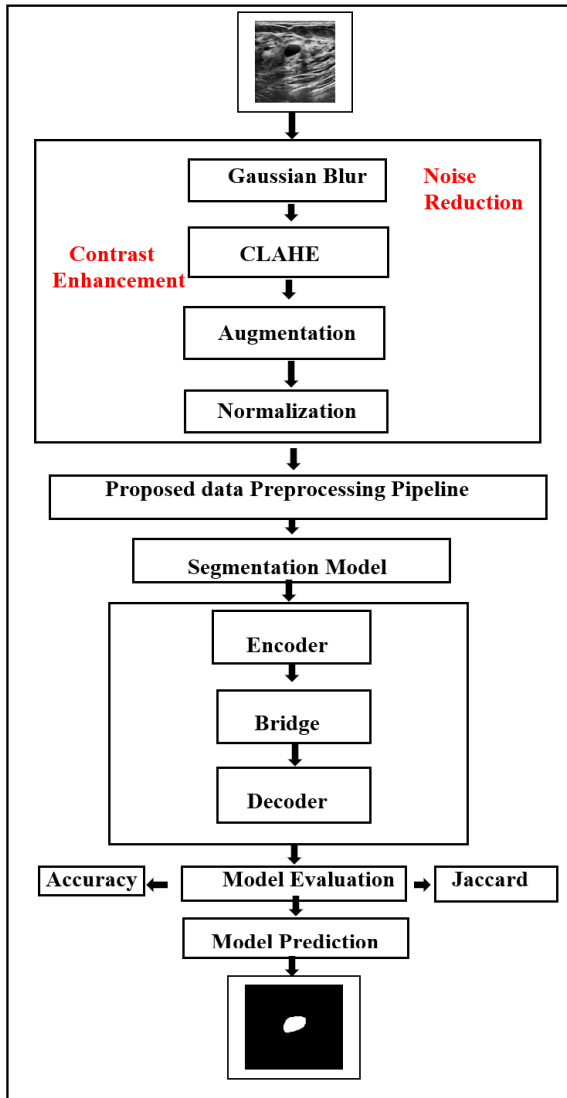 Gaussian Blur
Noise
Reduction
Contrast
Enhancement
CLAHE
Augmentation
Normalization
Proposed data Preprocessing Pipeline
Segmentation Model
Encoder
Bridge
Decoder
Accuracy
Model Evaluation
Jaccard
Model Prediction